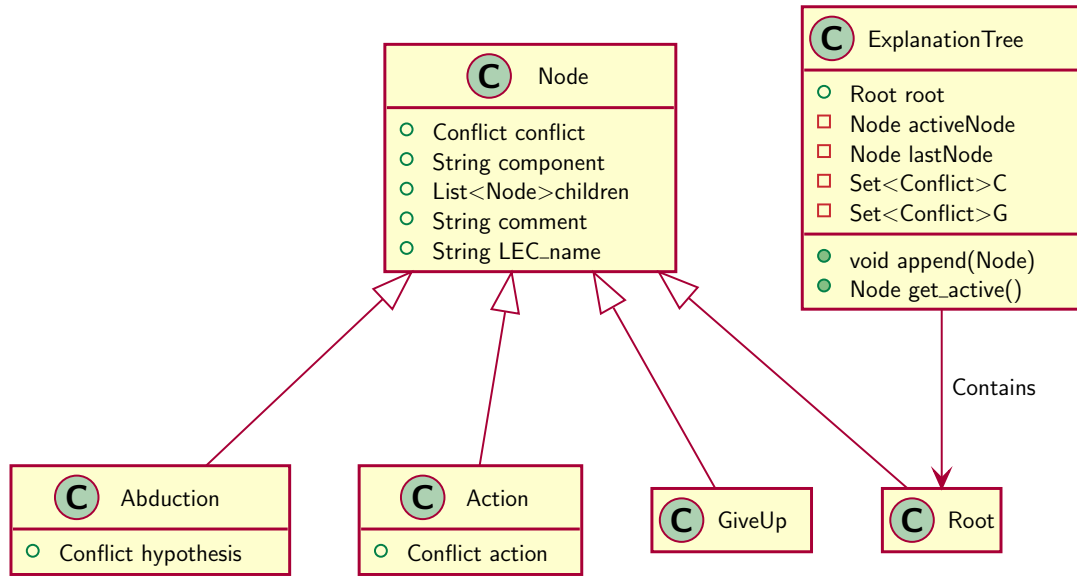 C Node
Conflict conflict
String component
List<Node>children
String comment
String LEC_name
C ExplanationTree
Root root
Node activeNode
Node lastNode
Set<Conflict>C
Set<Conflict>G
void append(Node)
Node get_active()
Contains
C Abduction
Conflict hypothesis
C Action
Conflict action
C GiveUp
C Root